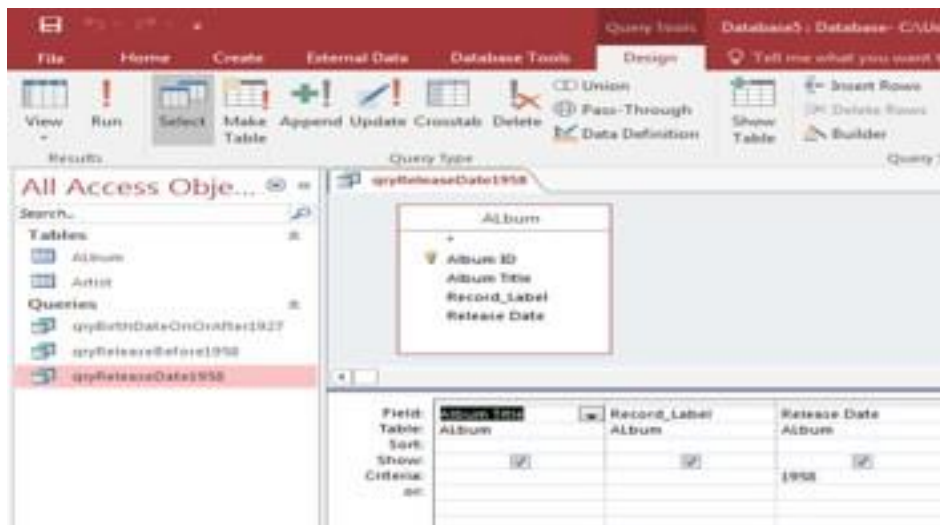 Query Tools Database5 : Database- C:\Use
File Home Create External Data Database Tools Design Tell me what you want
View Run Select Make Table Append Update Crosstab Delete
Union
Pass-Through
Data Definition
Show Table
Insert Rows
Delete Rows
Builder
Results Query Type Query
All Access Obje...
Search..
Tables
ALbum
Artist
Queries
qryBirthDateOnOrAfter1927
qryReleaseBefore1958
qryReleaseDate1958
qryReleaseDate1958
ALbum
*
Album ID
Album Title
Record_Label
Release Date
Field: Album Title Record_Label Release Date
Table: ALbum ALbum ALbum
Sort:
Show:
Criteria: 1958
or: